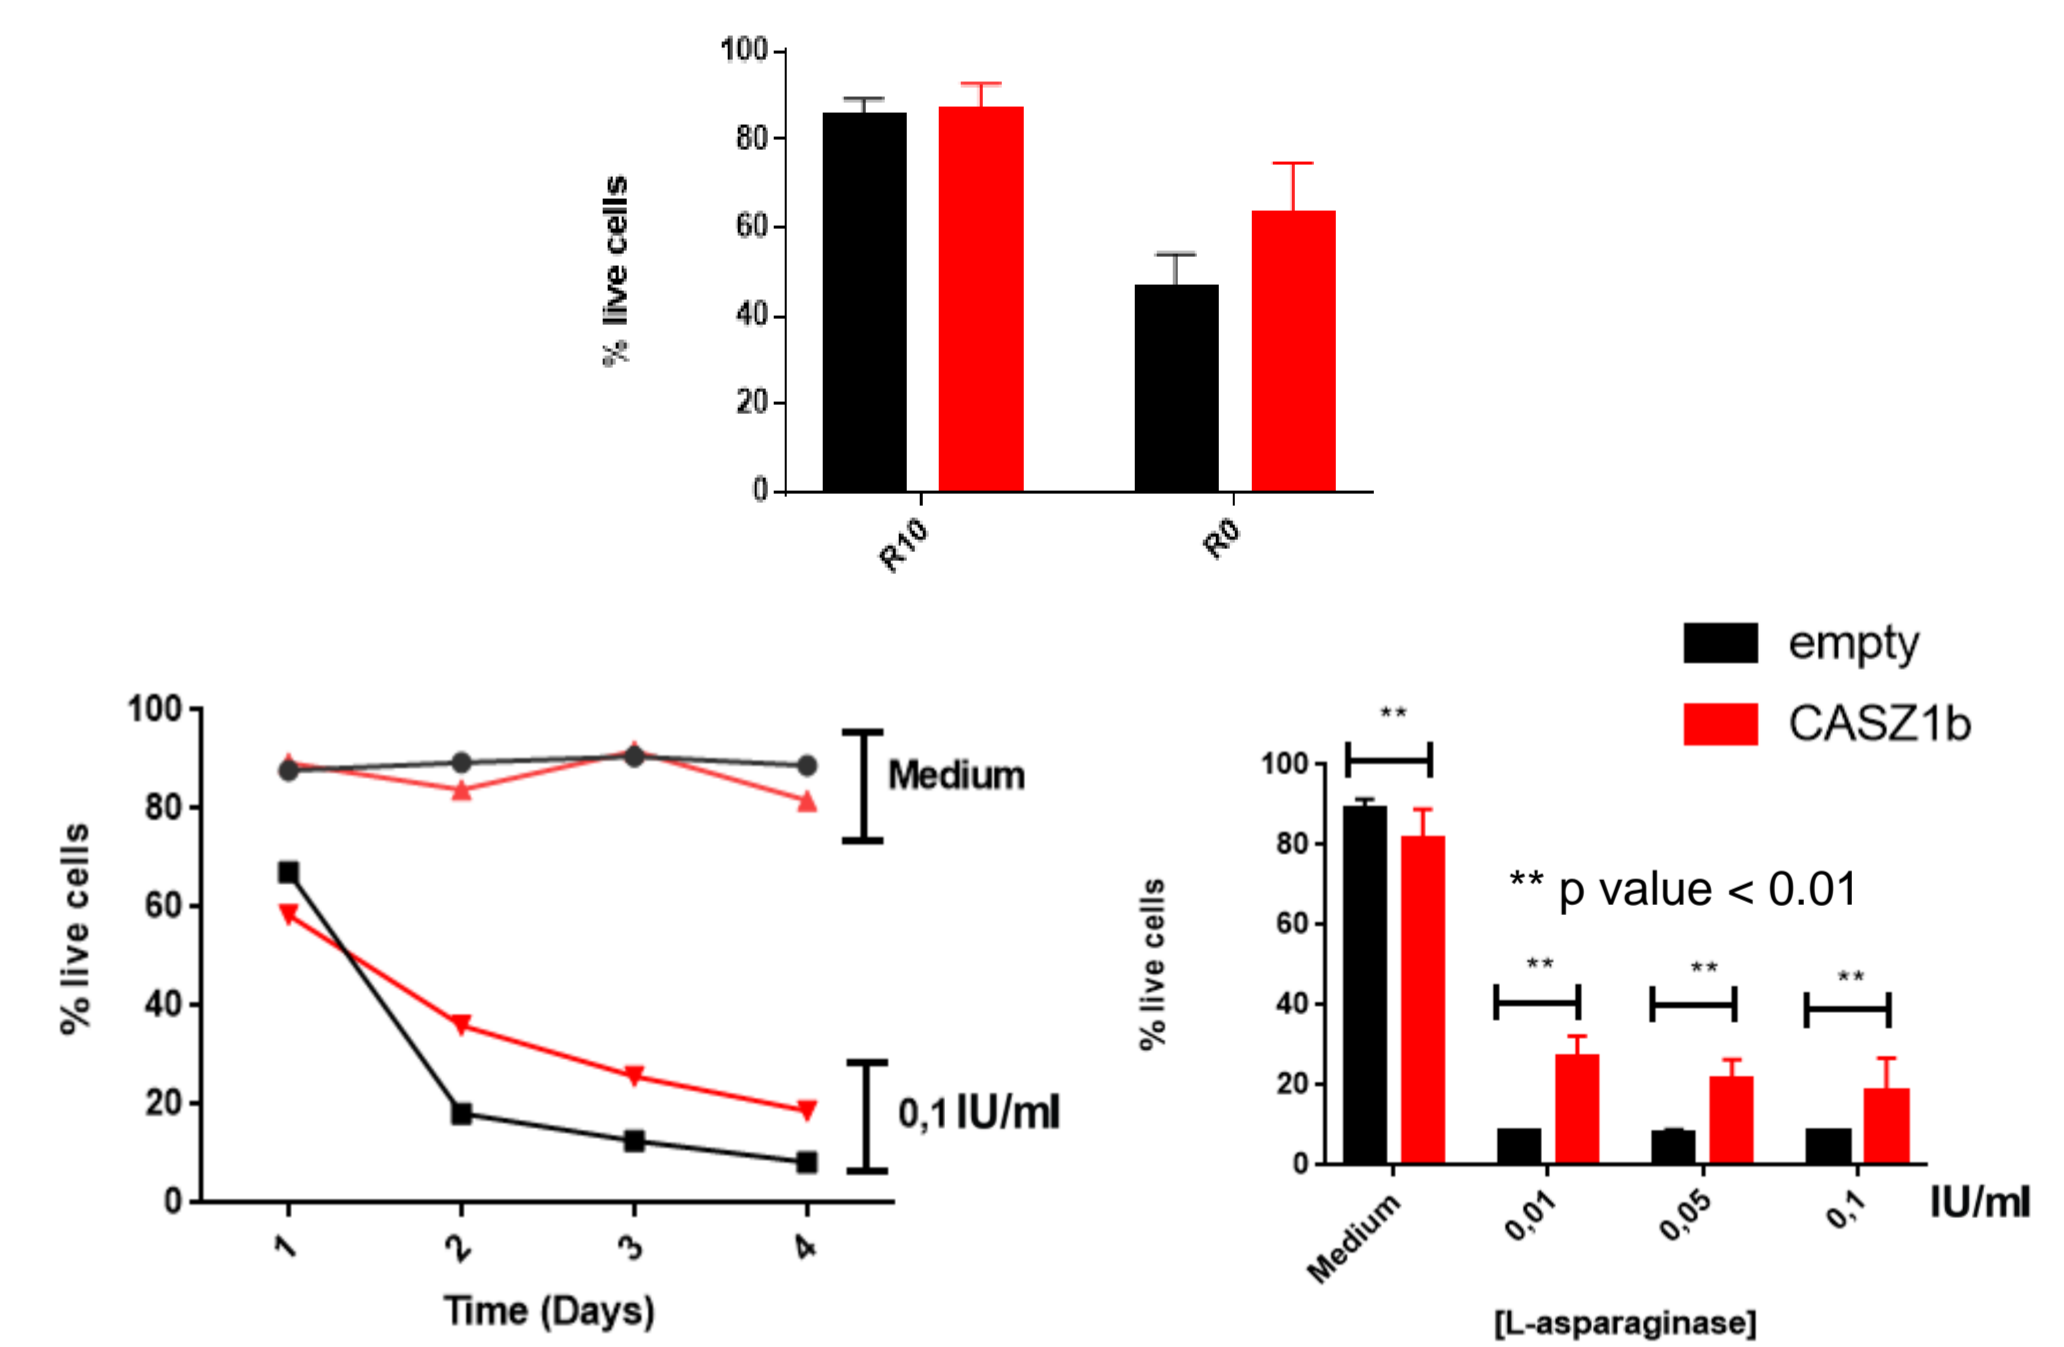 100
80
60
40
20
0
% live cells
R10
R0
empty
CASZ1b
100
80
60
40
20
0
% live cells
1
2
3
4
Time (Days)
Medium
0,1 IU/ml
**
100
80
60
40
20
0
% live cells
** p value < 0.01
**
**
**
Medium
0,01
0,05
0,1
IU/ml
[L-asparaginase]